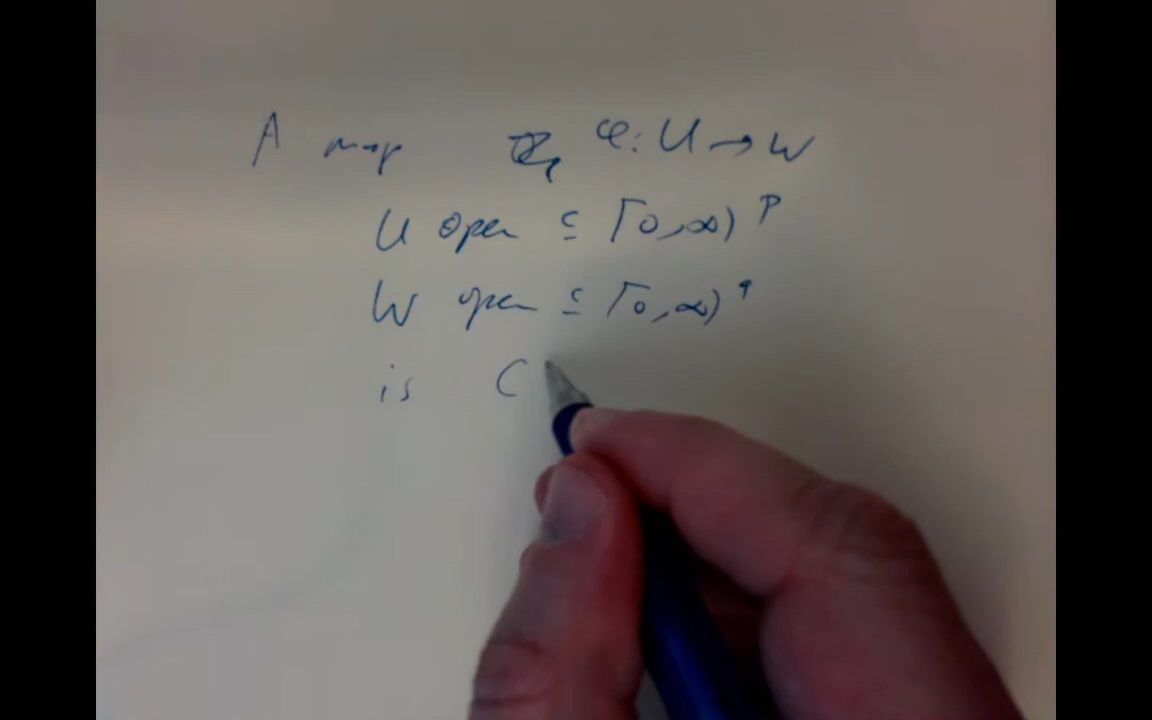 A map φ: U → W
U open ⊆ [0,∞)^p
W open ⊆ [0,∞)^q
is C